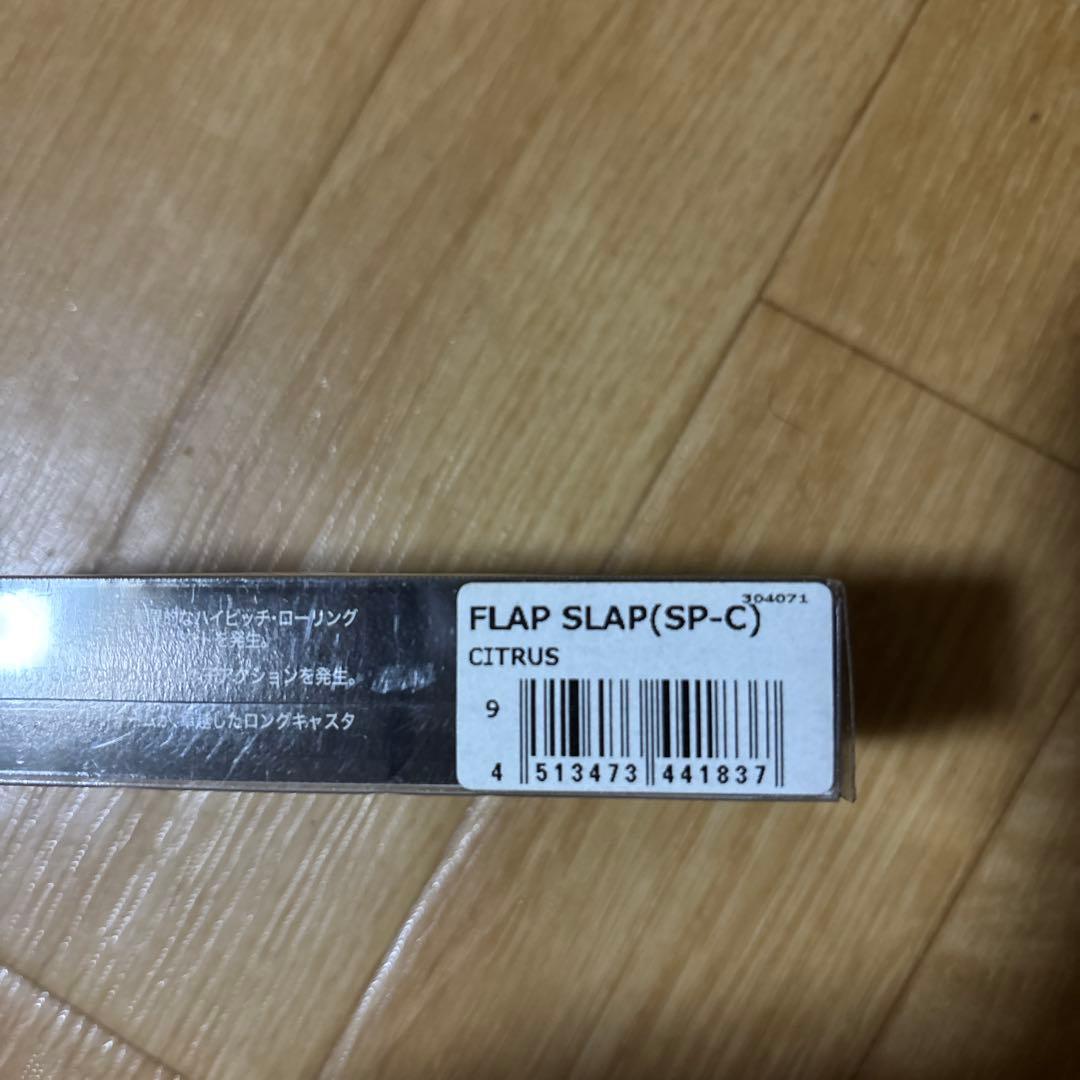 なハイピッチ・ローリング
を発生。
アクションを発生。
したロングキャスタ
304071
FLAP SLAP(SP-C)
CITRUS
9
4 513473 441837